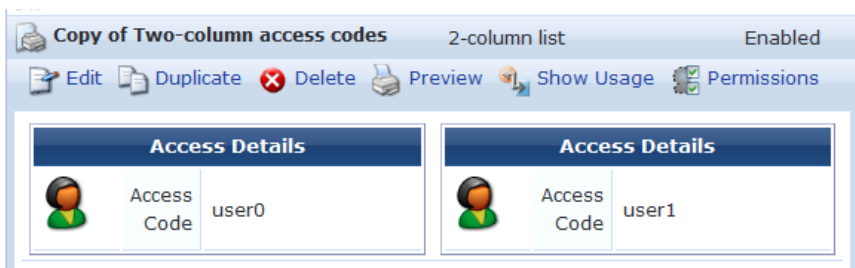 Copy of Two-column access codes 2-column list Enabled
Edit Duplicate Delete Preview Show Usage Permissions
Access Details Access Details
Access Code user0 Access Code user1